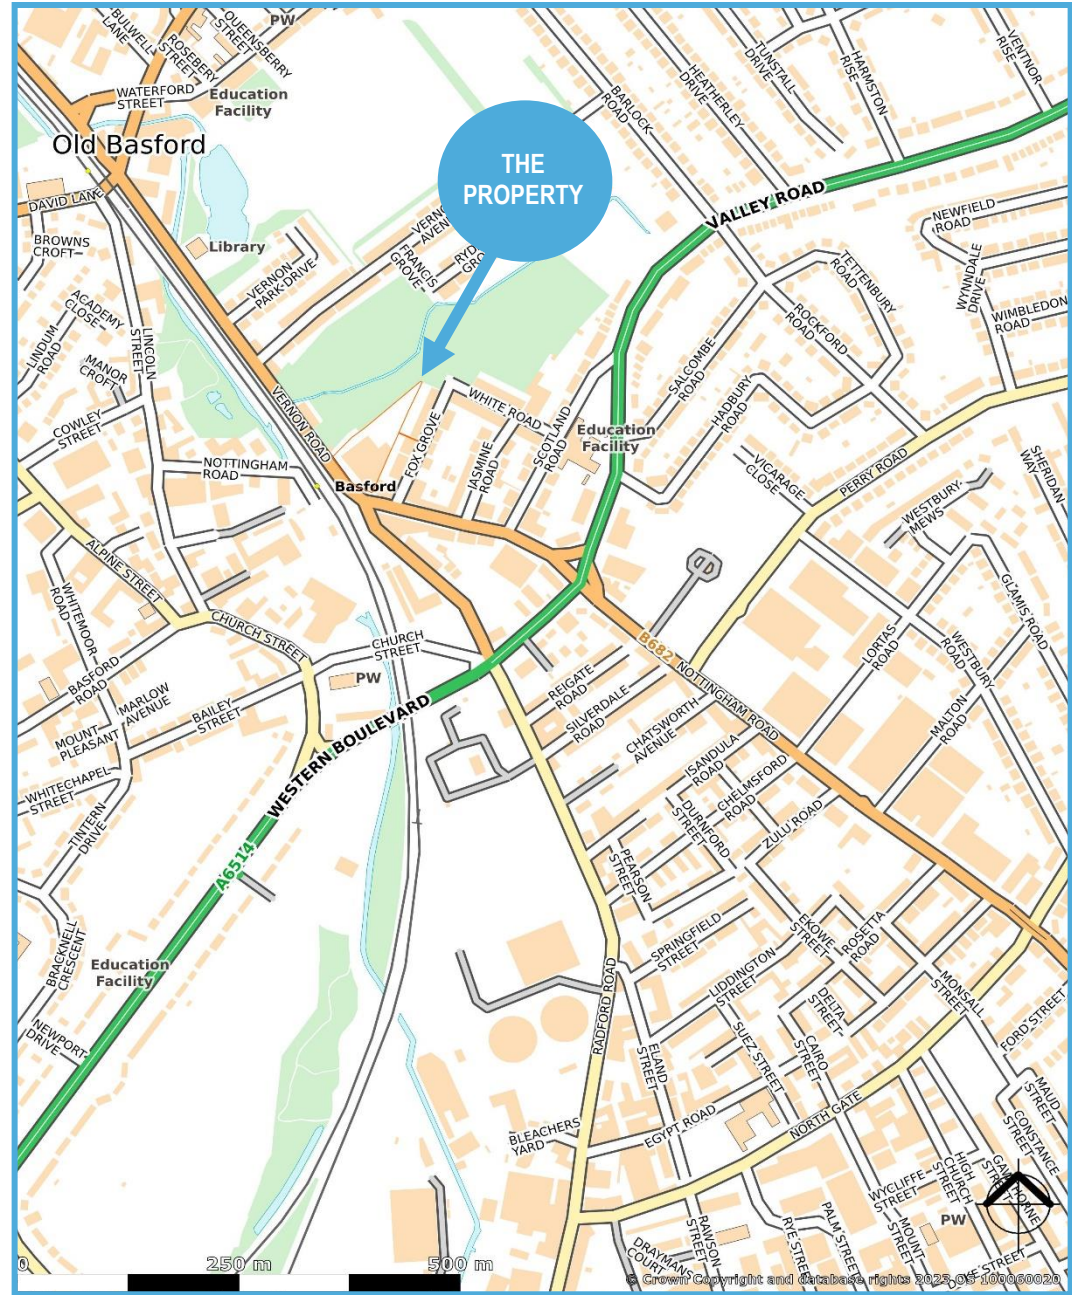 PW
BULWELL
LANE
ROSEBERY
STREET
QUEENSBERRY
STREET
WATERFORD
STREET
Education
Facility
Old Basford
DAVID LANE
BROWNS
CROFT
Library
THE
PROPERTY
BARLOCK
ROAD
HEATHERLEY
DRIVE
TUNSTALL
DRIVE
HARMSTON
RISE
VENTNOR
RISE
VALLEY ROAD
NEWFIELD
ROAD
WYNNDALE
DRIVE
WIMBLEDON
ROAD
TETTENBURY
ROAD
ROCKFORD
ROAD
SALCOMBE
ROAD
HADBURY
ROAD
VERNON
PARK DRIVE
FRANCIS
GROVE
ACADEMY
CLOSE
LINDUM
ROAD
LINCOLN
STREET
MANOR
CROFT
COWLEY
STREET
VERNON ROAD
NOTTINGHAM
ROAD
Basford
FOX GROVE
WHITE ROAD
JASMINE
ROAD
SCOTLAND
ROAD
Education
Facility
VICARAGE
CLOSE
PERRY ROAD
WESTBURY
MEWS
SHERIDAN
WAY
ALPINE STREET
WHITEMOOR
ROAD
CHURCH STREET
CHURCH
STREET
BASFORD
ROAD
MARLOW
AVENUE
MOUNT
PLEASANT
BAILEY
STREET
PW
WHITECHAPEL
STREET
TINTERN
DRIVE
WESTERN BOULEVARD
A6514
B682
NOTTINGHAM ROAD
REIGATE
ROAD
SILVERDALE
ROAD
CHATSWORTH
AVENUE
ISANDULA
ROAD
CHELMSFORD
ROAD
DURNFORD
STREET
ZULU ROAD
LORTAS
ROAD
WESTBURY
ROAD
GLAMIS ROAD
MALTON
ROAD
PEARSON
STREET
SPRINGFIELD
STREET
LIDDINGTON
STREET
EKOWE
STREET
ROSETTA
ROAD
DELTA
STREET
MONSALL
STREET
FORD STREET
BRACKNELL
CRESCENT
Education
Facility
NEWPORT
DRIVE
RADFORD ROAD
ELAND
STREET
SUEZ STREET
CAIRO
STREET
BLEACHERS
YARD
EGYPT ROAD
NORTH GATE
MAUD
STREET
CONSTANCE
STREET
HIGH
CHURCH
STREET
WYCLIFFE
STREET
PW
MOUNT
STREET
PALM STREET
RYE STREET
RAWSON
STREET
DRAYMANS
COURT
0
250 m
500 m
© Crown Copyright and database rights 2023 OS 100060020